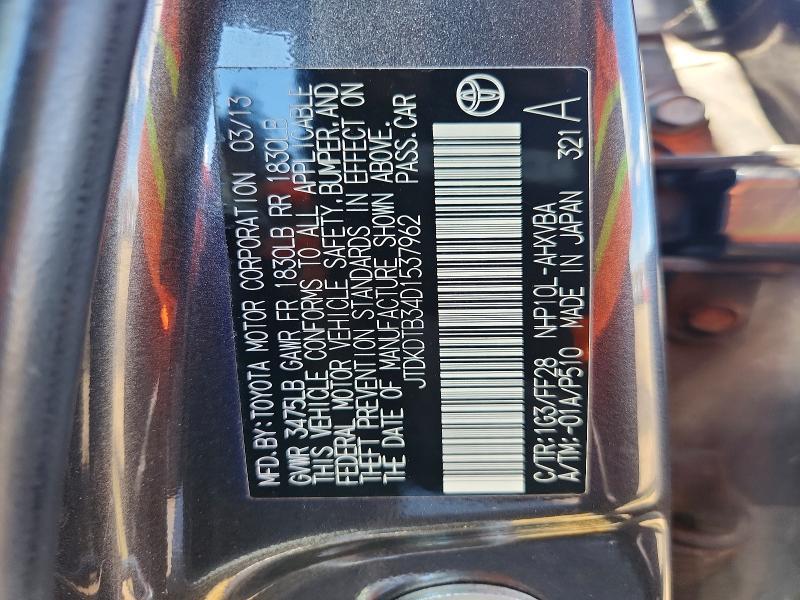 MFD. BY: TOYOTA MOTOR CORPORATION 03/13
GVWR 3475LB GAWR FR 1830LB RR 1830LB
THIS VEHICLE CONFORMS TO ALL APPLICABLE
FEDERAL MOTOR VEHICLE SAFETY, BUMPER, AND
THEFT PREVENTION STANDARDS IN EFFECT ON
THE DATE OF MANUFACTURE SHOWN ABOVE.
JTDKDTB34D1537962 PASS. CAR
C/TR: 1G3/FF28 NHP10L-AHXVBA
A/TM: -01A/P510 MADE IN JAPAN 321 A